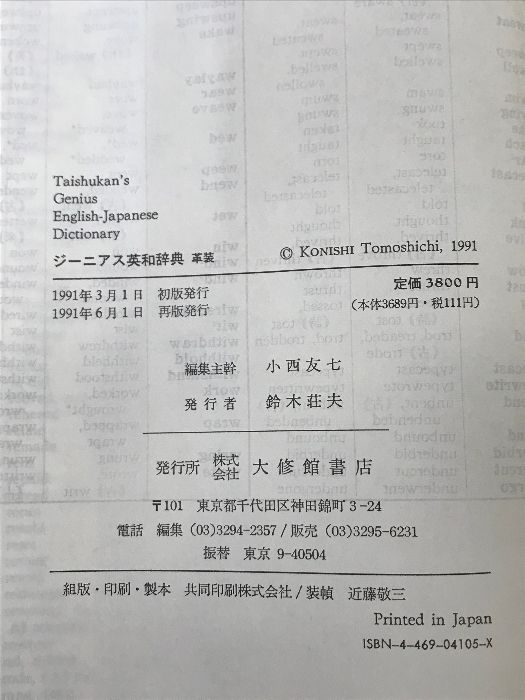 Taishukan's
Genius
English-Japanese
Dictionary
ジーニアス英和辞典 革装
© KONISHI Tomoshichi, 1991
1991年3月1日 初版発行
1991年6月1日 再版発行
定価 3800円
(本体3689円・税111円)
編集主幹 小西友七
発行者 鈴木荘夫
発行所 株式会社 大修館書店
〒101 東京都千代田区神田錦町3-24
電話 編集 (03)3294-2357 / 販売 (03)3295-6231
振替 東京 9-40504
組版・印刷・製本 共同印刷株式会社 / 装幀 近藤敬三
Printed in Japan
ISBN-4-469-04105-X